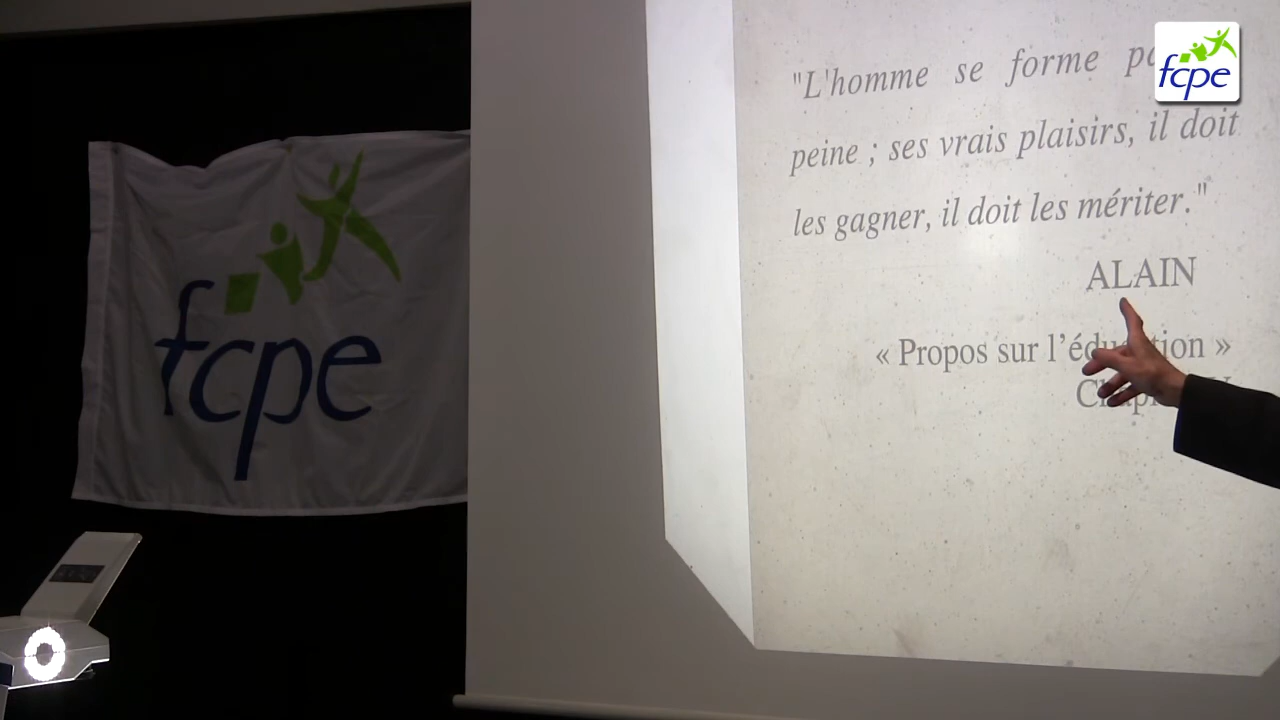 "L'homme se forme
peine ; ses vrais plaisirs, il doit
les gagner, il doit les mériter."
ALAIN
« Propos sur »
fcpe
fcpe